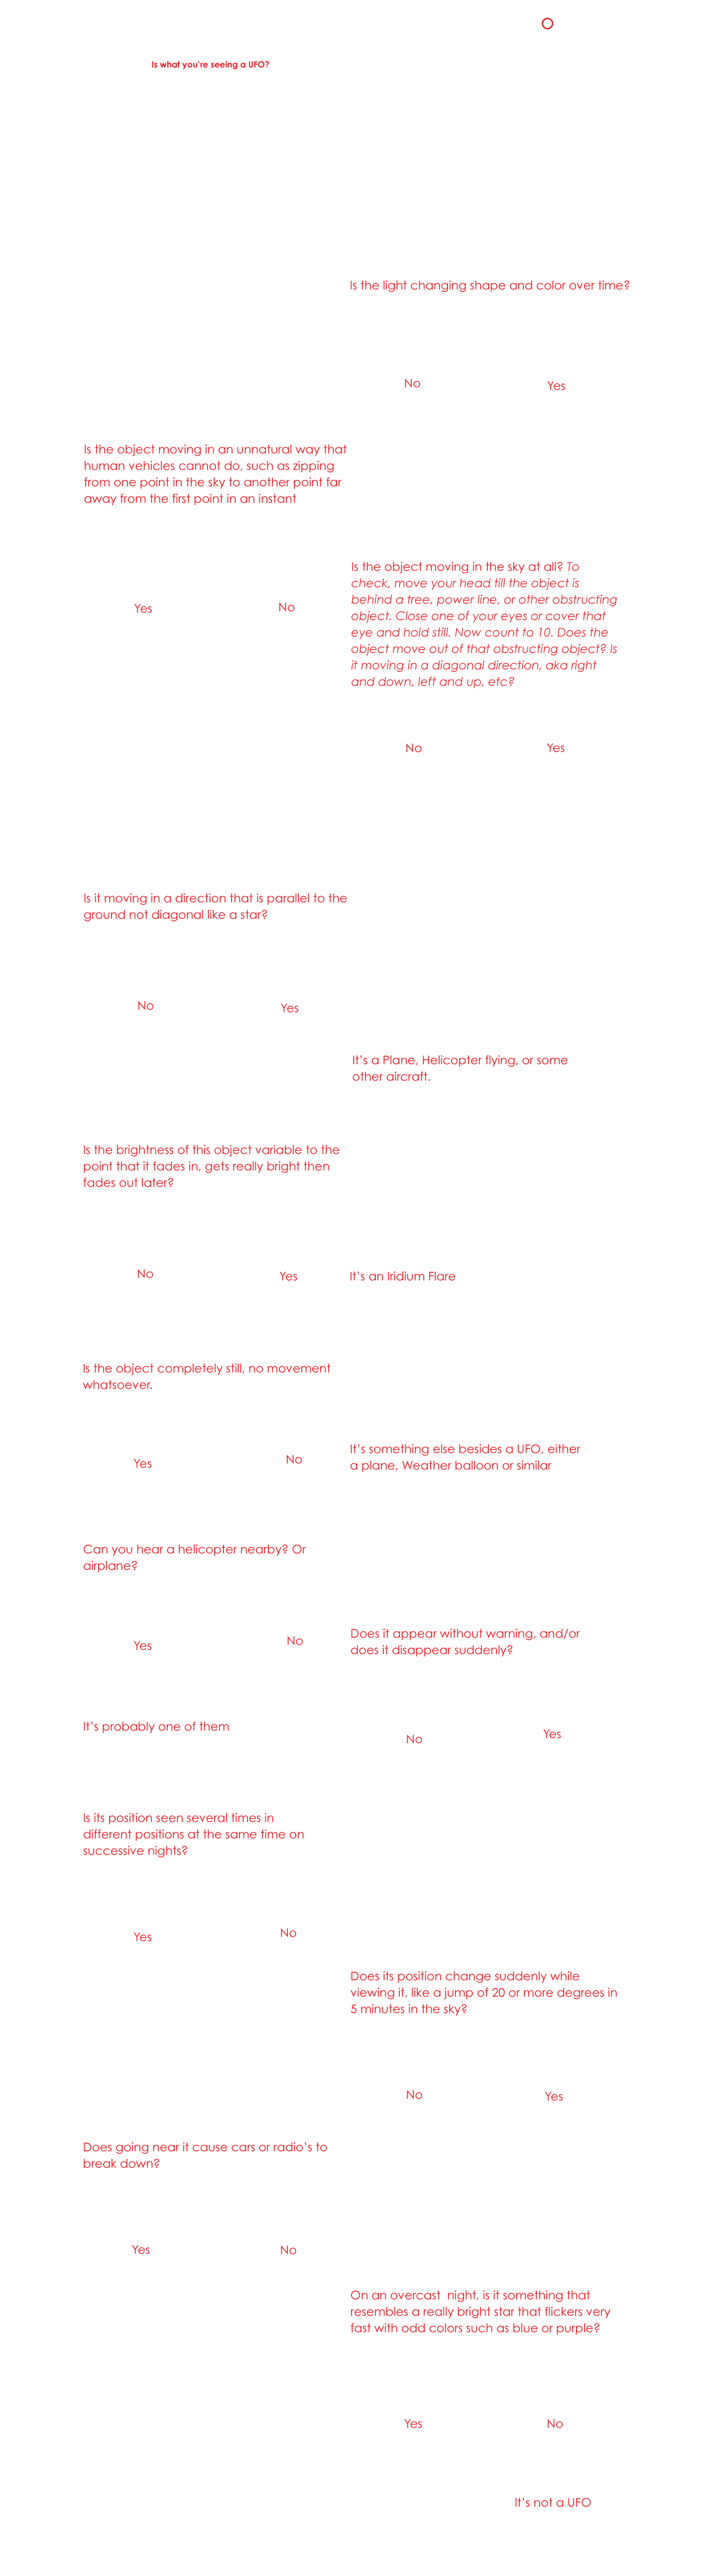 Is what you're seeing a UFO?
Is the light changing shape and color over time?
No
Yes
Is the object moving in an unnatural way that
human vehicles cannot do, such as zipping
from one point in the sky to another point far
away from the first point in an instant
Yes
No
Is the object moving in the sky at all? To
check, move your head till the object is
behind a tree, power line, or other obstructing
object. Close one of your eyes or cover that
eye and hold still. Now count to 10. Does the
object move out of that obstructing object? Is
it moving in a diagonal direction, aka right
and down, left and up, etc?
No
Yes
Is it moving in a direction that is parallel to the
ground not diagonal like a star?
No
Yes
It's a Plane, Helicopter flying, or some
other aircraft.
Is the brightness of this object variable to the
point that it fades in, gets really bright then
fades out later?
No
Yes
It's an Iridium Flare
Is the object completely still, no movement
whatsoever.
Yes
No
It's something else besides a UFO, either
a plane, Weather balloon or similar
Can you hear a helicopter nearby? Or
airplane?
Yes
No
Does it appear without warning, and/or
does it disappear suddenly?
It's probably one of them
No
Yes
Is its position seen several times in
different positions at the same time on
successive nights?
Yes
No
Does its position change suddenly while
viewing it, like a jump of 20 or more degrees in
5 minutes in the sky?
No
Yes
Does going near it cause cars or radio's to
break down?
Yes
No
On an overcast  night, is it something that
resembles a really bright star that flickers very
fast with odd colors such as blue or purple?
Yes
No
It's not a UFO